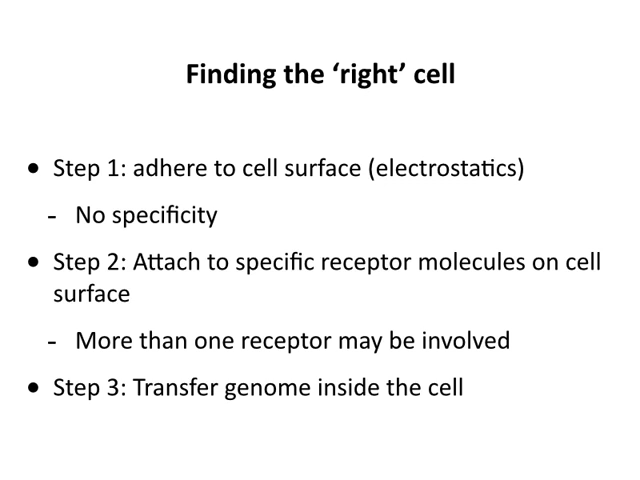 Finding the ‘right’ cell
• Step 1: adhere to cell surface (electrostatics)
- No specificity
• Step 2: Attach to specific receptor molecules on cell
surface
- More than one receptor may be involved
• Step 3: Transfer genome inside the cell